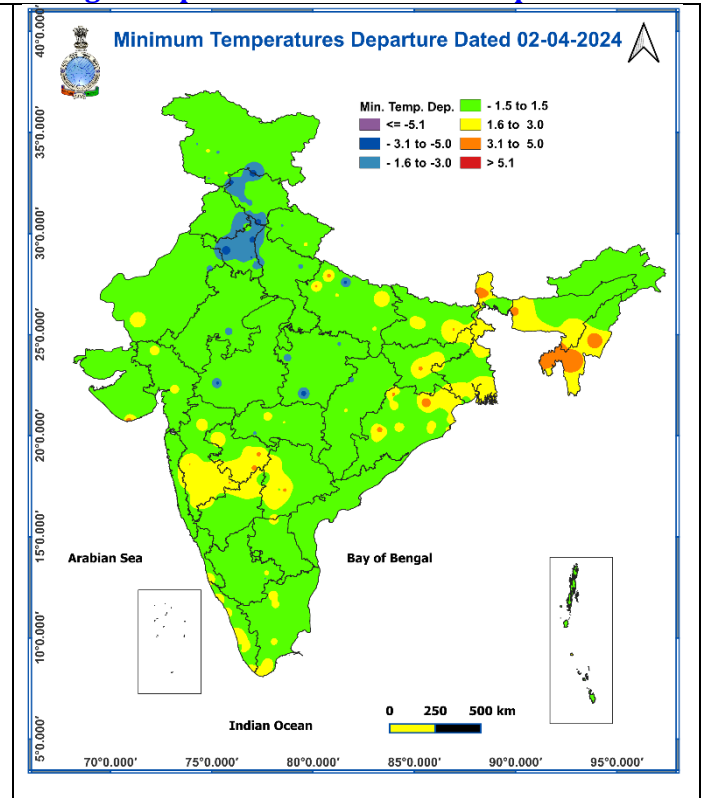 Minimum Temperatures Departure Dated 02-04-2024
Min. Temp. Dep.
<= -5.1
- 3.1 to -5.0
- 1.6 to -3.0
- 1.5 to 1.5
1.6 to 3.0
3.1 to 5.0
> 5.1
40°0.000'
35°0.000'
30°0.000'
25°0.000'
20°0.000'
15°0.000'
10°0.000'
5°0.000'
Arabian Sea
Bay of Bengal
Indian Ocean
0 250 500 km
70°0.000' 75°0.000' 80°0.000' 85°0.000' 90°0.000' 95°0.000'